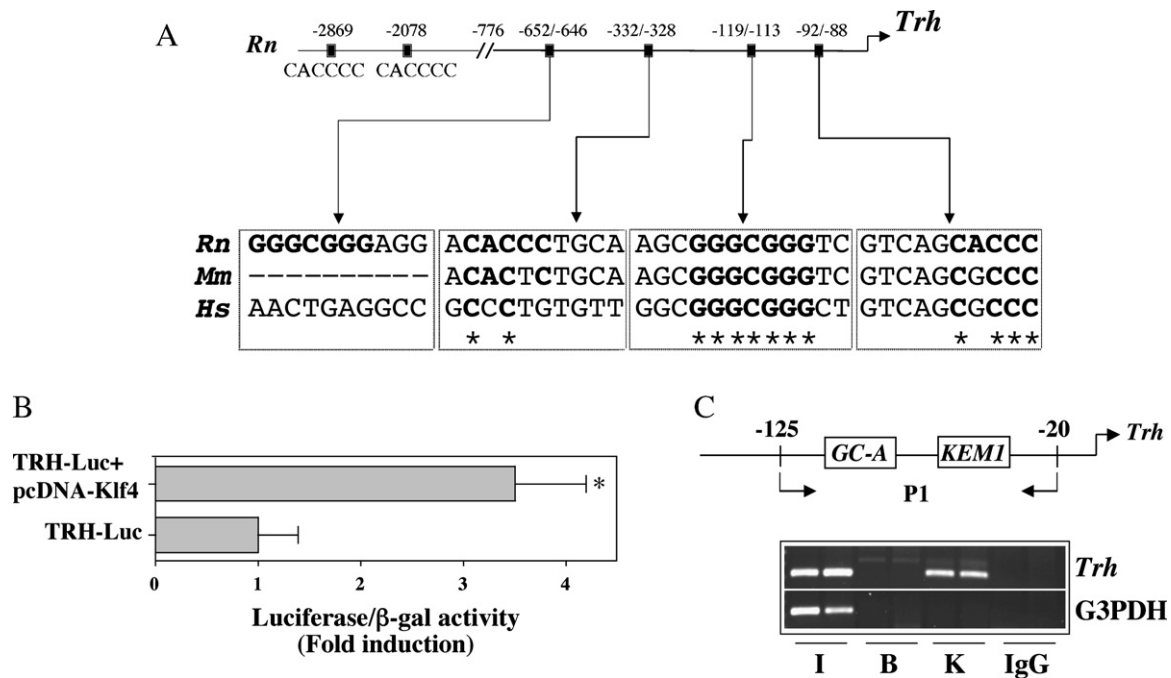 A
Rn
-2869 -2078 -776 -652/-646 -332/-328 -119/-113 -92/-88 Trh
CACCCC CACCCC
Rn GGGCGGGAGG ACACCCTGCA AGCGGGCGGGTC GTCAGCACCC
Mm ---------- ACACTCTGCA AGCGGGCGGGTC GTCAGCGCCC
Hs AACTGAGGCC GCCCTGTGTT GGCGGGCGGGCT GTCAGCGCCC
* * ******* * ***
B
TRH-Luc+
pcDNA-Klf4
*
TRH-Luc
0 1 2 3 4
Luciferase/β-gal activity
(Fold induction)
C
-125 -20 Trh
GC-A KEM1
P1
Trh
G3PDH
I B K IgG